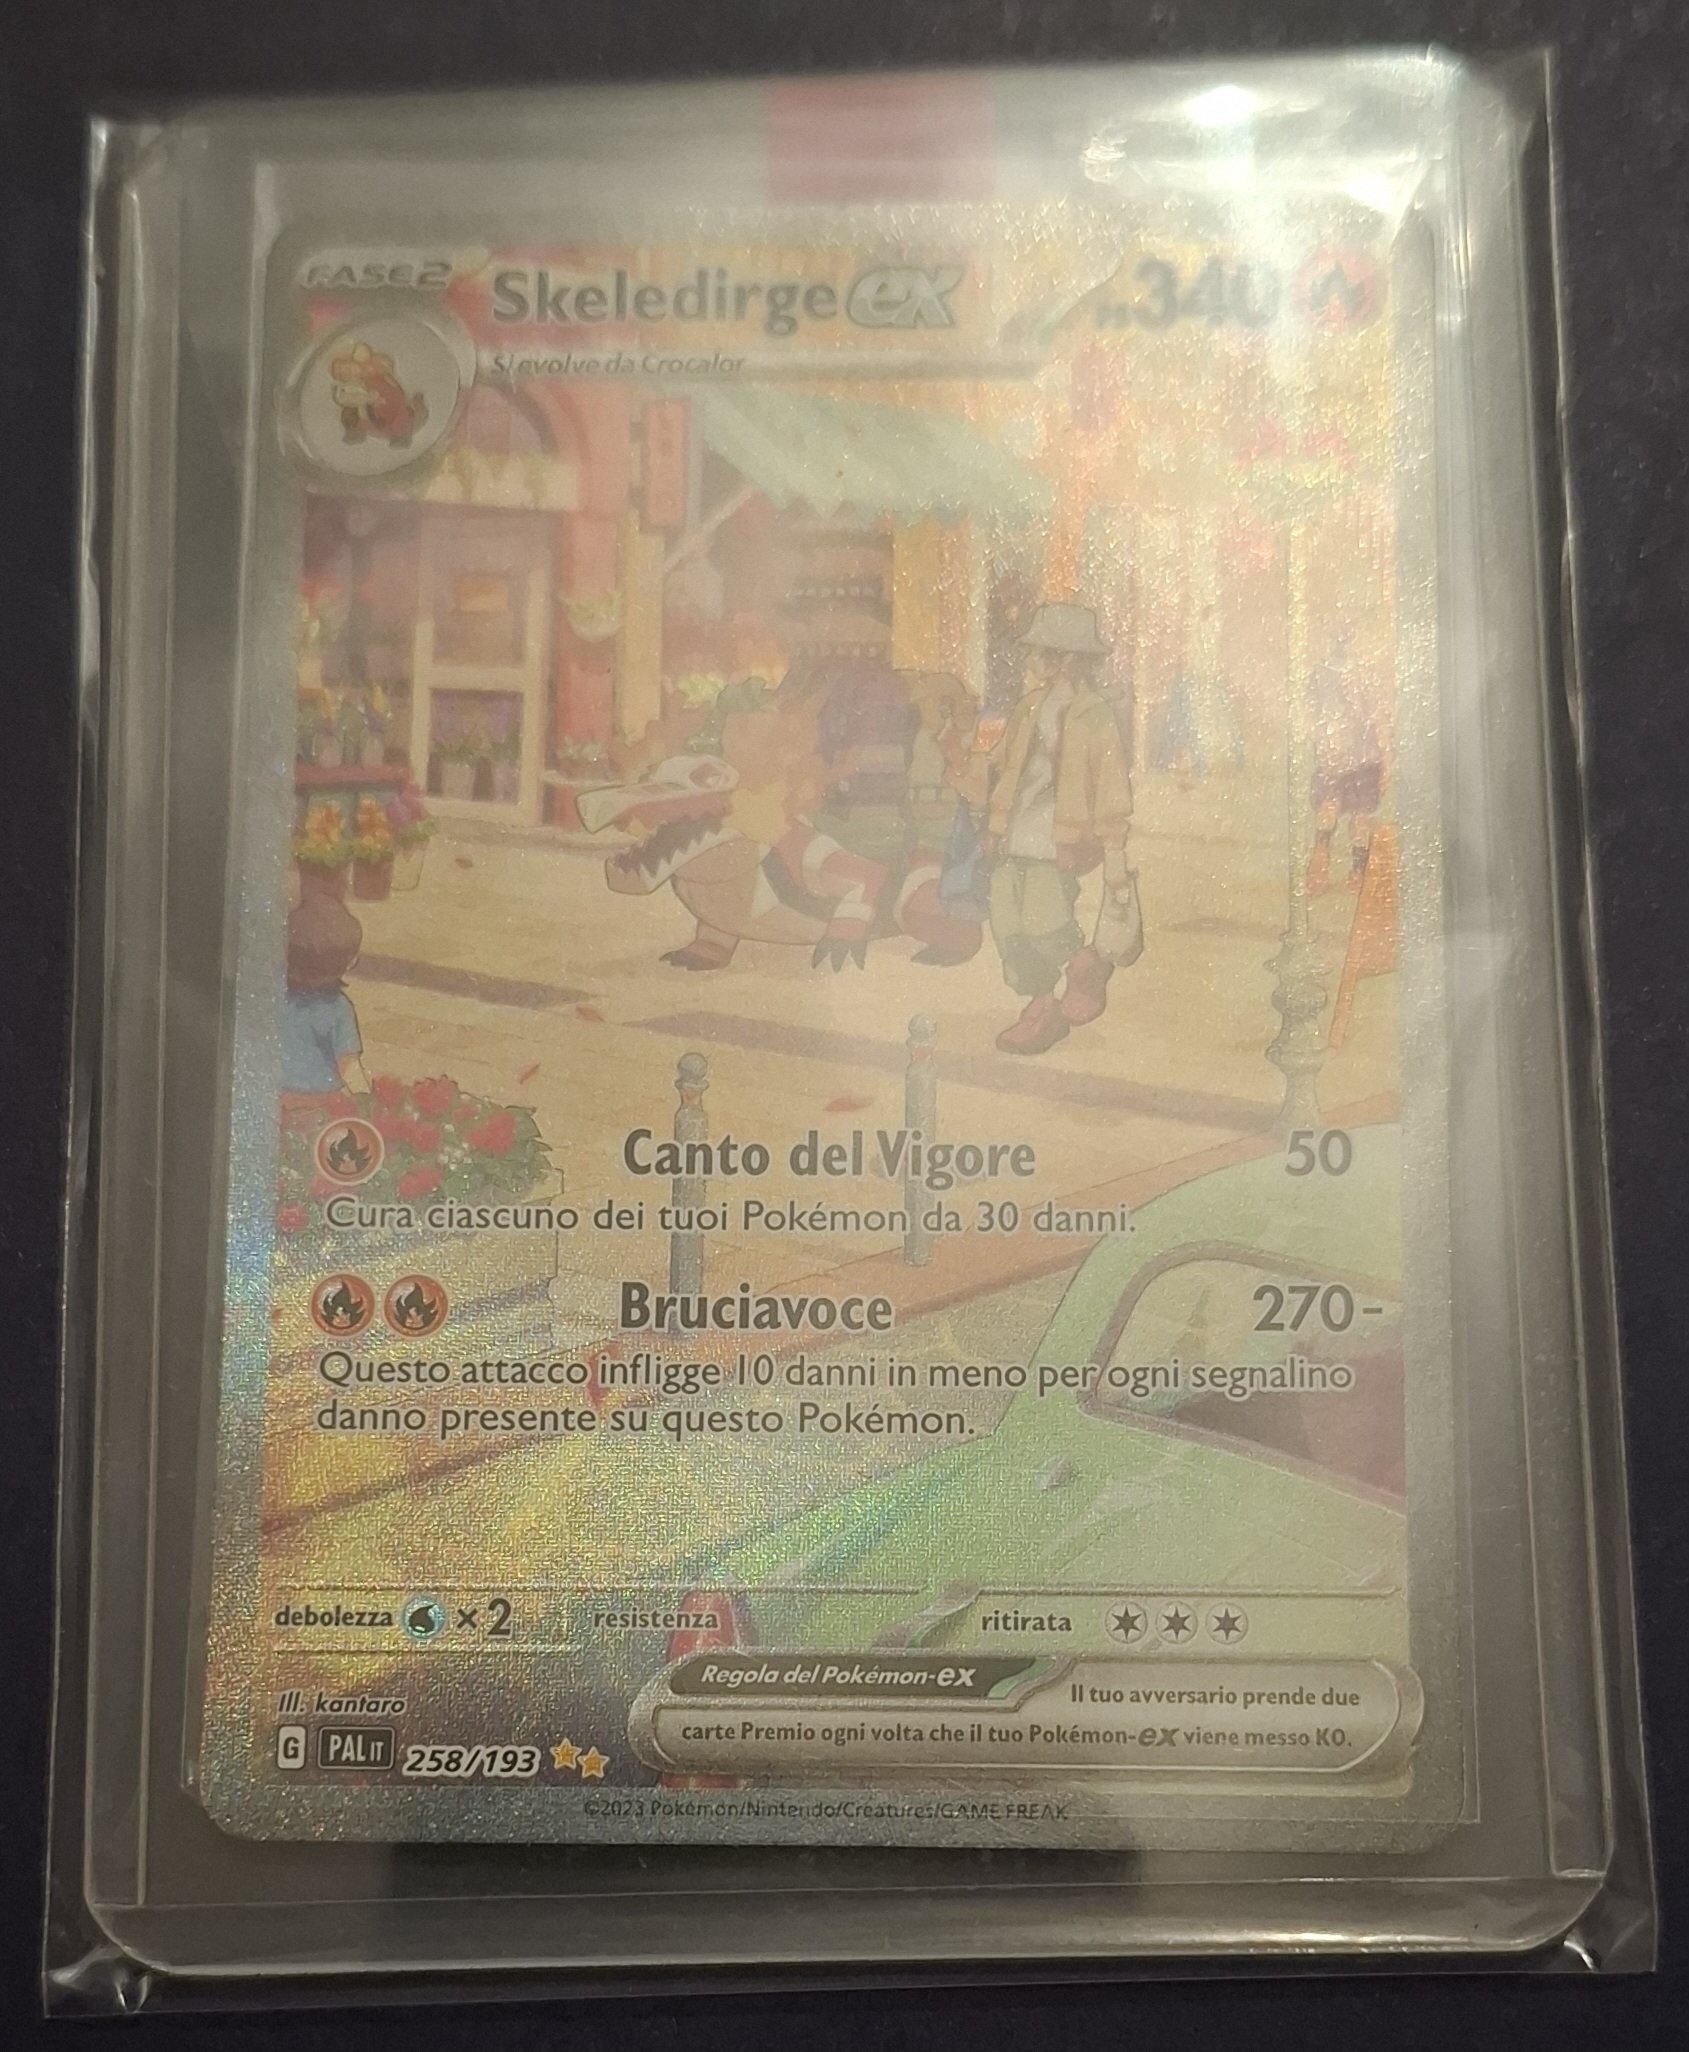 FASE 2
Skeledirge ex
PS 340
Si evolve da Crocalor
Canto del Vigore 50
Cura ciascuno dei tuoi Pokémon da 30 danni.
Bruciavoce 270-
Questo attacco infligge 10 danni in meno per ogni segnalino
danno presente su questo Pokémon.
debolezza ×2 resistenza ritirata
Regola del Pokémon-ex
Il tuo avversario prende due
carte Premio ogni volta che il tuo Pokémon-ex viene messo KO.
Ill. kantaro
G PAL IT 258/193
©2023 Pokémon/Nintendo/Creatures/GAME FREAK